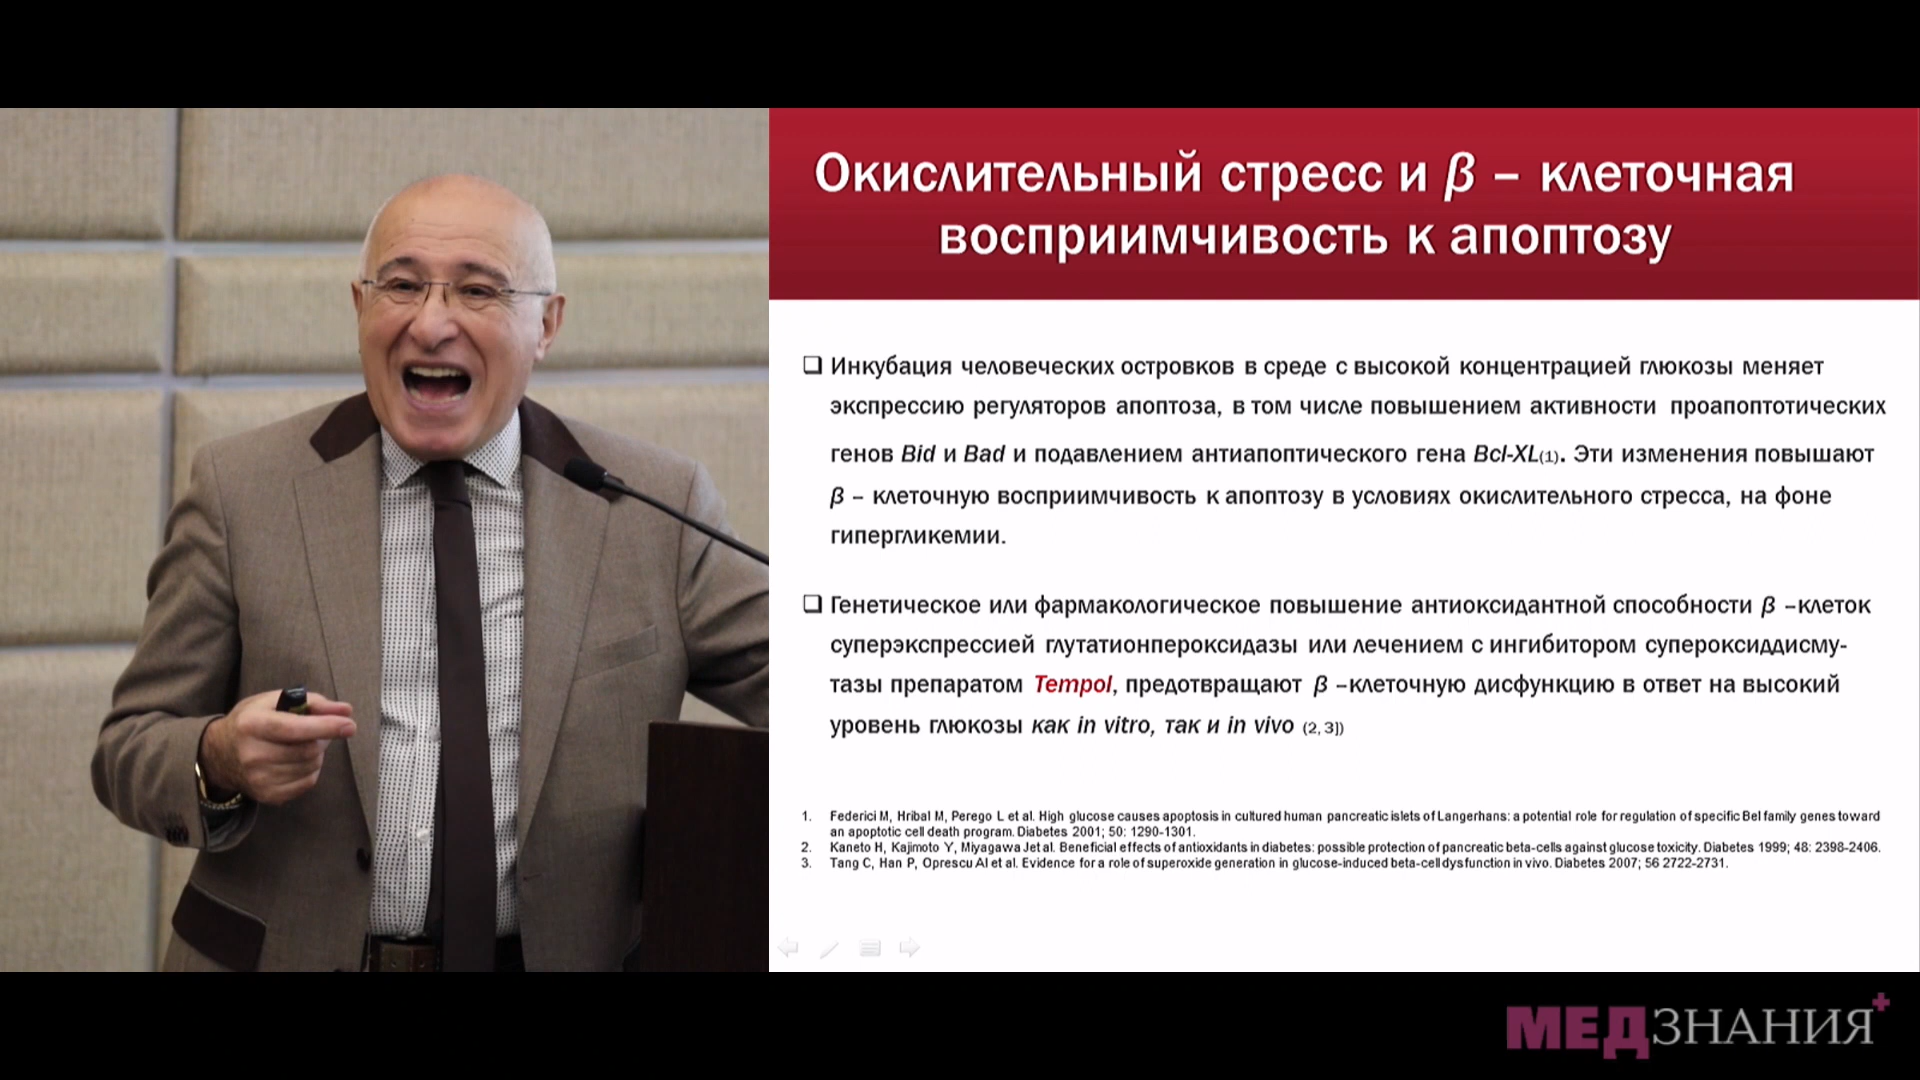 Окислительный стресс и β – клеточная
восприимчивость к апоптозу
❑ Инкубация человеческих островков в среде с высокой концентрацией глюкозы меняет
экспрессию регуляторов апоптоза, в том числе повышением активности проапоптотических
генов Bid и Bad и подавлением антиапоптического гена Bcl-XL(1). Эти изменения повышают
β – клеточную восприимчивость к апоптозу в условиях окислительного стресса, на фоне
гипергликемии.
❑ Генетическое или фармакологическое повышение антиоксидантной способности β –клеток
суперэкспрессией глутатионпероксидазы или лечением с ингибитором супероксиддисму-
тазы препаратом Tempol, предотвращают β –клеточную дисфункцию в ответ на высокий
уровень глюкозы как in vitro, так и in vivo (2, 3])
1. Federici M, Hribal M, Perego L et al. High glucose causes apoptosis in cultured human pancreatic islets of Langerhans: a potential role for regulation of specific Bel family genes toward
an apoptotic cell death program. Diabetes 2001; 50: 1290-1301.
2. Kaneto H, Kajimoto Y, Miyagawa Jet al. Beneficial effects of antioxidants in diabetes: possible protection of pancreatic beta-cells against glucose toxicity. Diabetes 1999; 48: 2398-2406.
3. Tang C, Han P, Oprescu AI et al. Evidence for a role of superoxide generation in glucose-induced beta-cell dysfunction in vivo. Diabetes 2007; 56 2722-2731.
МЕДЗНАНИЯ+